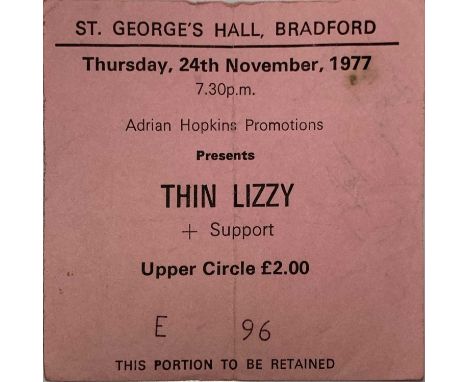 ST. GEORGE'S HALL, BRADFORD
Thursday, 24th November, 1977
7.30p.m.
Adrian Hopkins Promotions
Presents
THIN LIZZY
+ Support
Upper Circle £2.00
E 96
THIS PORTION TO BE RETAINED